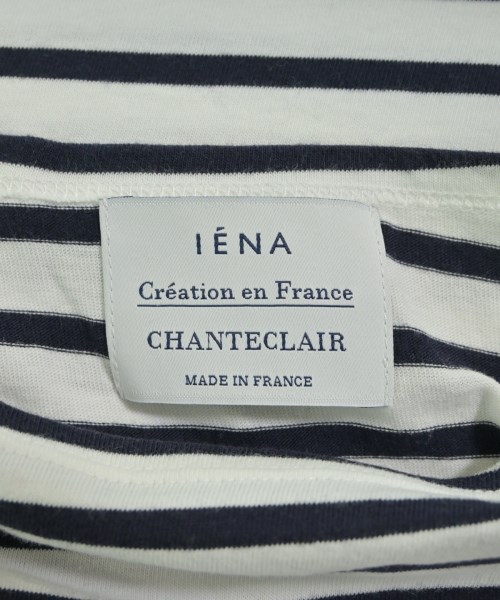 IÉNA
Création en France
CHANTECLAIR
MADE IN FRANCE